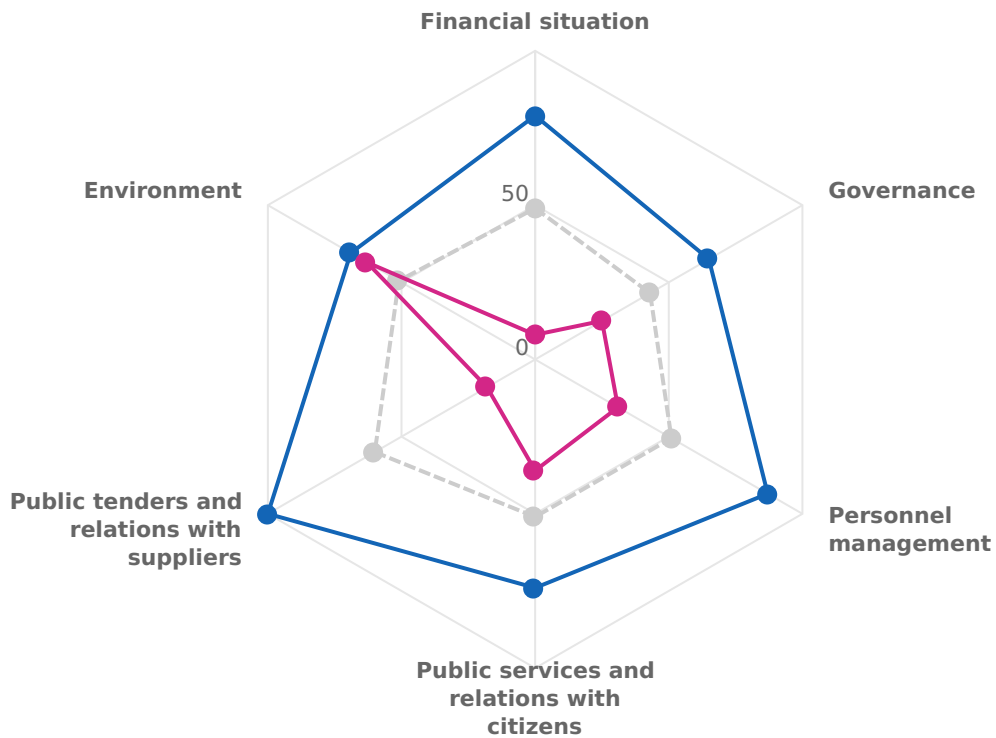 Financial situation
Environment
50
Governance
0
Public tenders and
relations with
suppliers
Personnel
management
Public services and
relations with
citizens